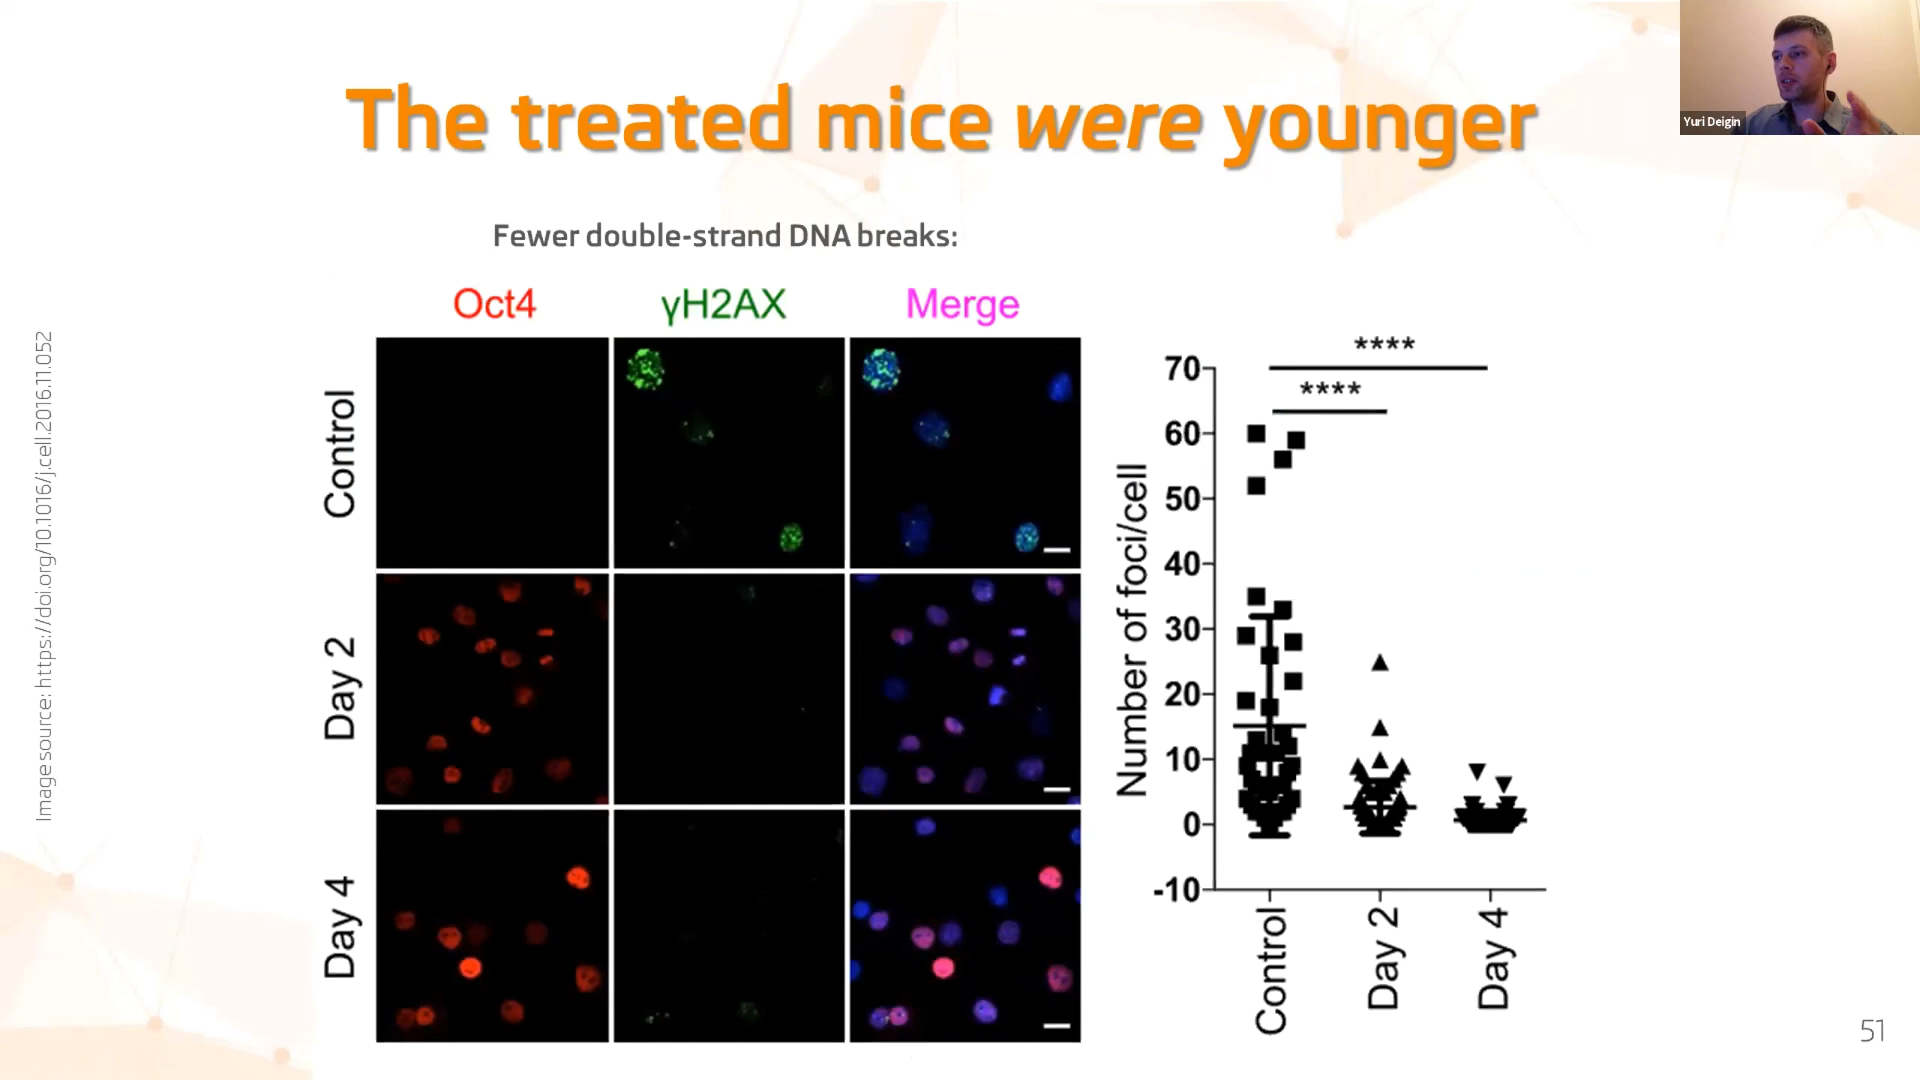 The treated mice were younger
Yuri Deigin
Fewer double-strand DNA breaks:
Oct4
γH2AX
Merge
Control
Day 2
Day 4
Image source: https://doi.org/10.1016/j.cell.2016.11.052
****
****
Number of foci/cell
70
60
50
40
30
20
10
0
-10
Control
Day 2
Day 4
51